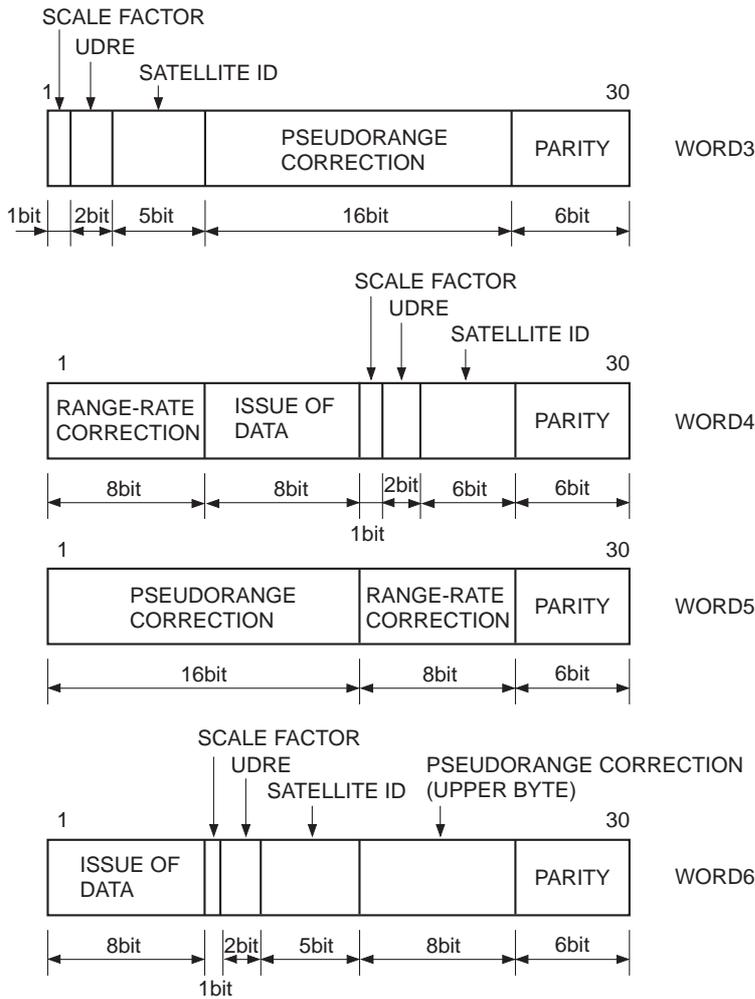 SCALE FACTOR
UDRE
SATELLITE ID
1
30
PSEUDORANGE
CORRECTION
PARITY
WORD3
1bit
2bit
5bit
16bit
6bit
SCALE FACTOR
UDRE
SATELLITE ID
1
30
RANGE-RATE
CORRECTION
ISSUE OF
DATA
PARITY
WORD4
8bit
8bit
2bit
6bit
6bit
1bit
1
30
PSEUDORANGE
CORRECTION
RANGE-RATE
CORRECTION
PARITY
WORD5
16bit
8bit
6bit
SCALE FACTOR
UDRE
SATELLITE ID
PSEUDORANGE CORRECTION
(UPPER BYTE)
1
30
ISSUE OF
DATA
PARITY
WORD6
8bit
2bit
5bit
8bit
6bit
1bit